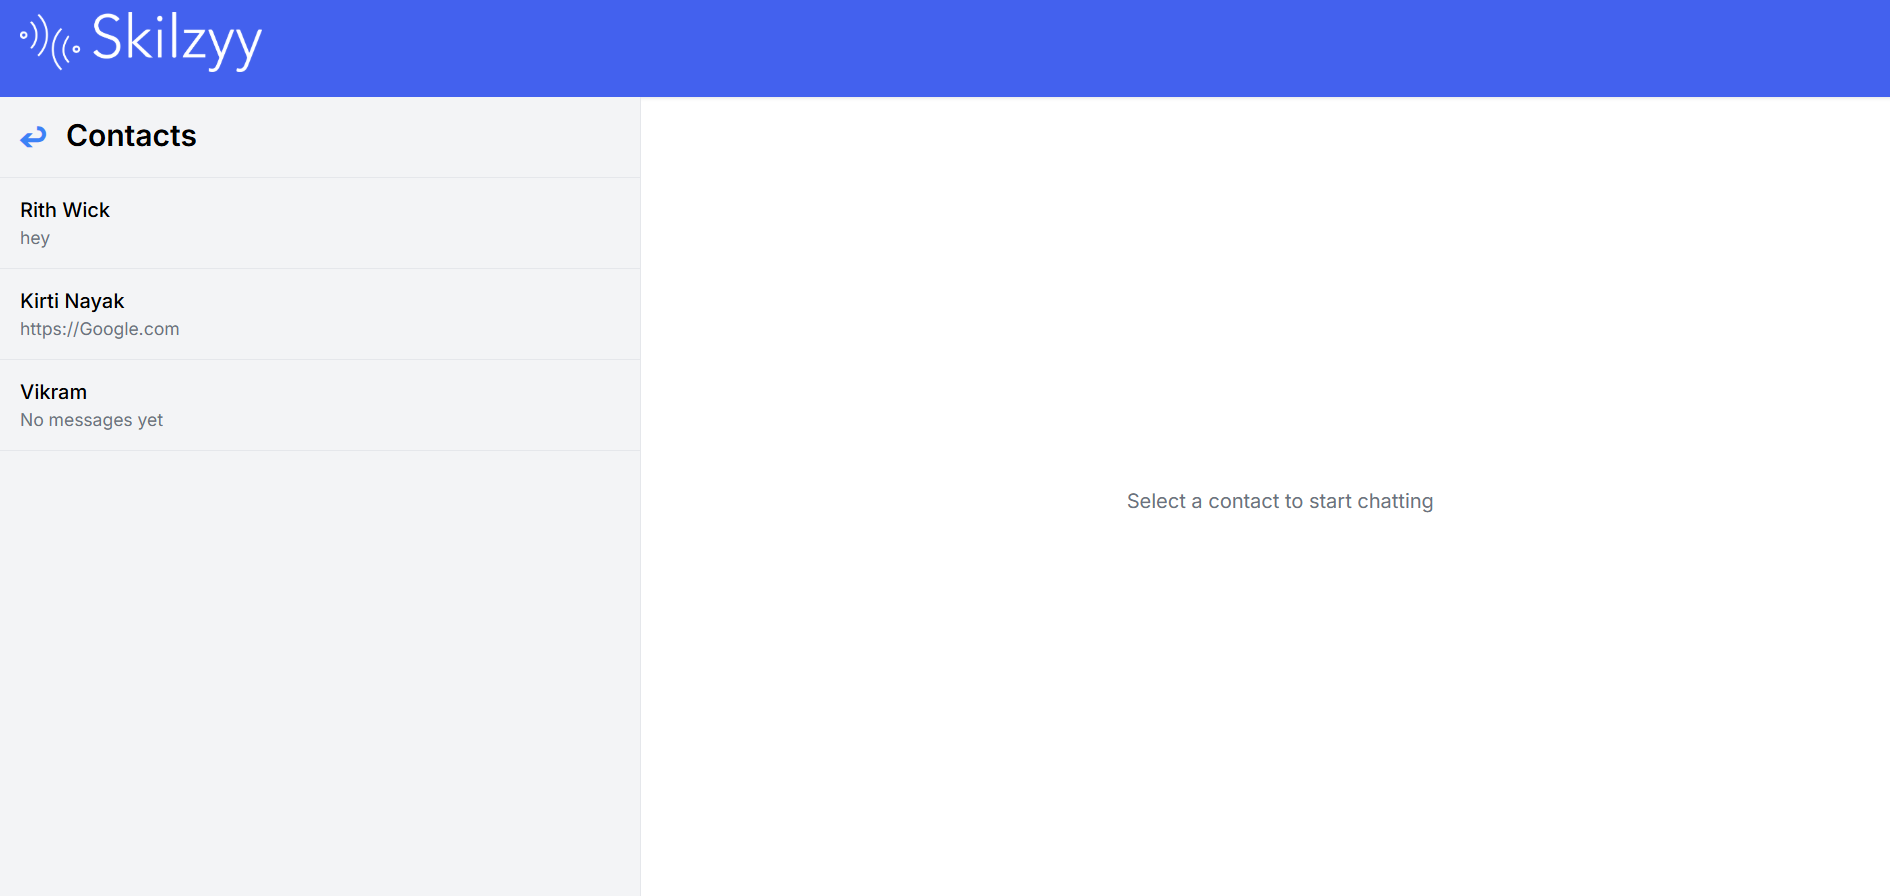 Skilzyy
Contacts
Rith Wick
hey
Kirti Nayak
https://Google.com
Vikram
No messages yet
Select a contact to start chatting